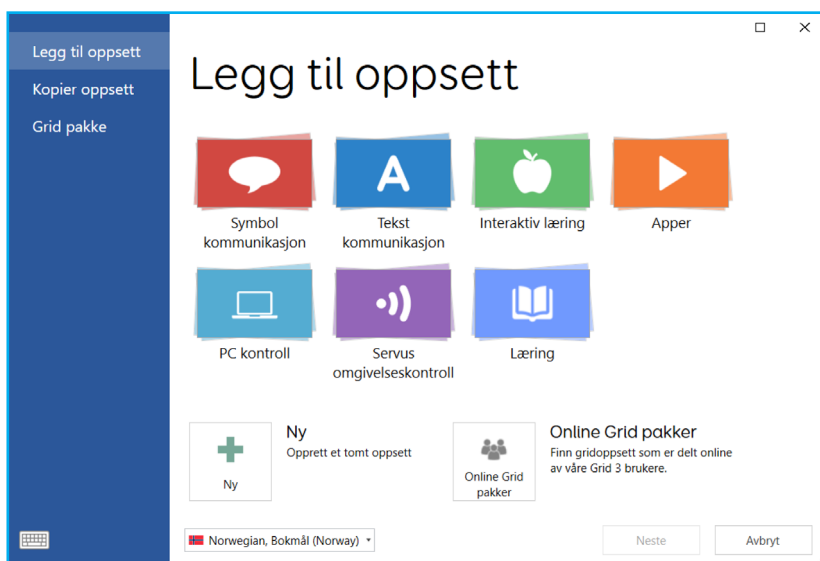 Legg til oppsett
Kopier oppsett
Grid pakke
Legg til oppsett
Symbol
kommunikasjon
Tekst
kommunikasjon
Interaktiv læring
Apper
PC kontroll
Servus
omgivelseskontroll
Læring
Ny
Ny
Opprett et tomt oppsett
Online Grid
pakker
Online Grid pakker
Finn gridoppsett som er delt online
av våre Grid 3 brukere.
Norwegian, Bokmål (Norway)
Neste
Avbryt